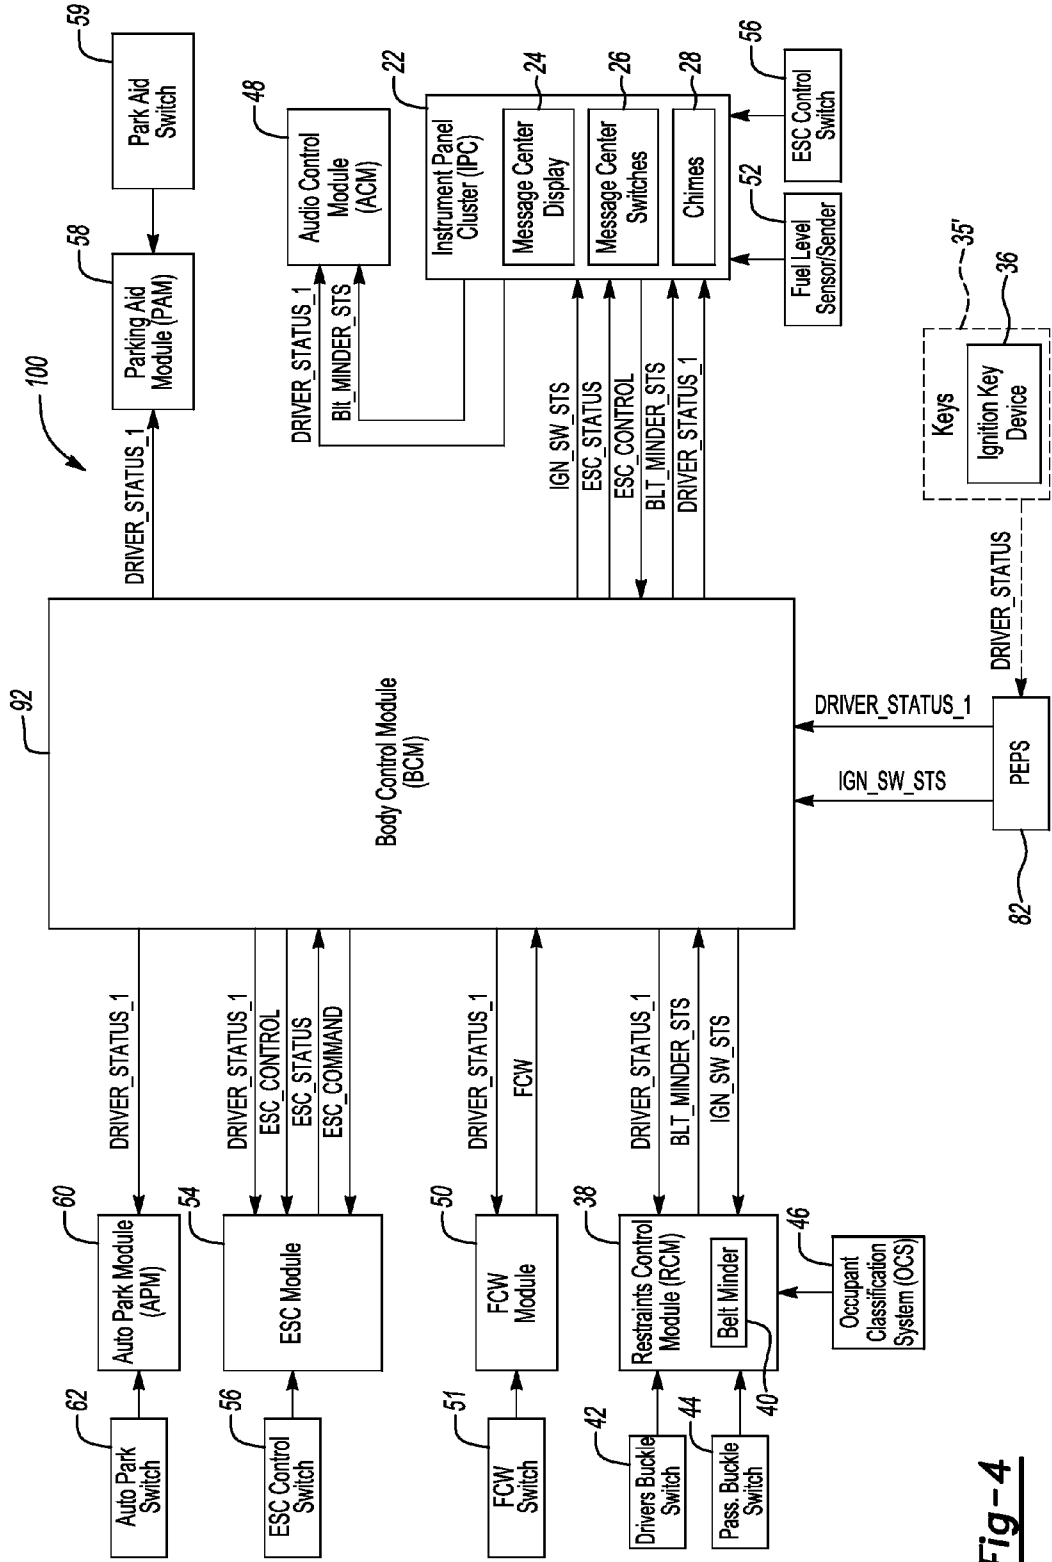 62
Auto Park
Switch
60
Auto Park Module
(APM)
DRIVER_STATUS_1
92
Body Control Module
(BCM)
DRIVER_STATUS_1
100
58
Parking Aid
Module (PAM)
59
Park Aid
Switch
56
ESC Control
Switch
54
ESC Module
DRIVER_STATUS_1
ESC_CONTROL
ESC_STATUS
ESC_COMMAND
DRIVER_STATUS_1
Blt_MINDER_STS
48
Audio Control
Module
(ACM)
51
FCW
Switch
50
FCW
Module
DRIVER_STATUS_1
FCW
IGN_SW_STS
ESC_STATUS
ESC_CONTROL
BLT_MINDER_STS
DRIVER_STATUS_1
22
Instrument Panel
Cluster (IPC)
Message Center
Display
24
Message Center
Switches
26
Chimes
28
42
Drivers Buckle
Switch
44
Pass. Buckle
Switch
38
Restraints Control
Module (RCM)
Belt Minder
40
DRIVER_STATUS_1
BLT_MINDER_STS
IGN_SW_STS
46
Occupant
Classification
System (OCS)
Fuel Level
Sensor/Sender
52
ESC Control
Switch
56
IGN_SW_STS
DRIVER_STATUS_1
82
PEPS
DRIVER_STATUS
35'
Keys
Ignition Key
Device
36
Fig-4